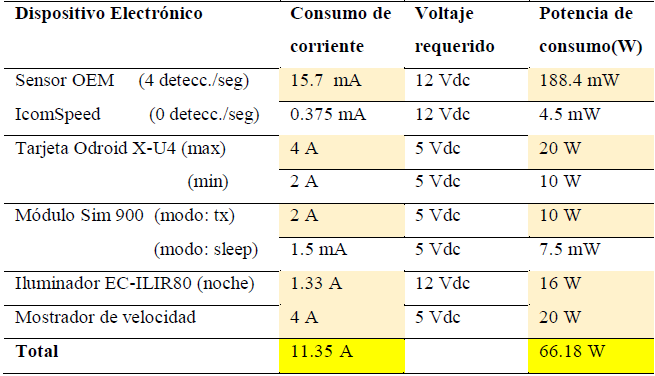 Dispositivo Electrónico Consumo de corriente Voltaje requerido Potencia de consumo(W)
Sensor OEM (4 detecc./seg) 15.7 mA 12 Vdc 188.4 mW
IcomSpeed (0 detecc./seg) 0.375 mA 12 Vdc 4.5 mW
Tarjeta Odroid X-U4 (max) 4 A 5 Vdc 20 W
(min) 2 A 5 Vdc 10 W
Módulo Sim 900 (modo: tx) 2 A 5 Vdc 10 W
(modo: sleep) 1.5 mA 5 Vdc 7.5 mW
Iluminador EC-ILIR80 (noche) 1.33 A 12 Vdc 16 W
Mostrador de velocidad 4 A 5 Vdc 20 W
Total 11.35 A 66.18 W